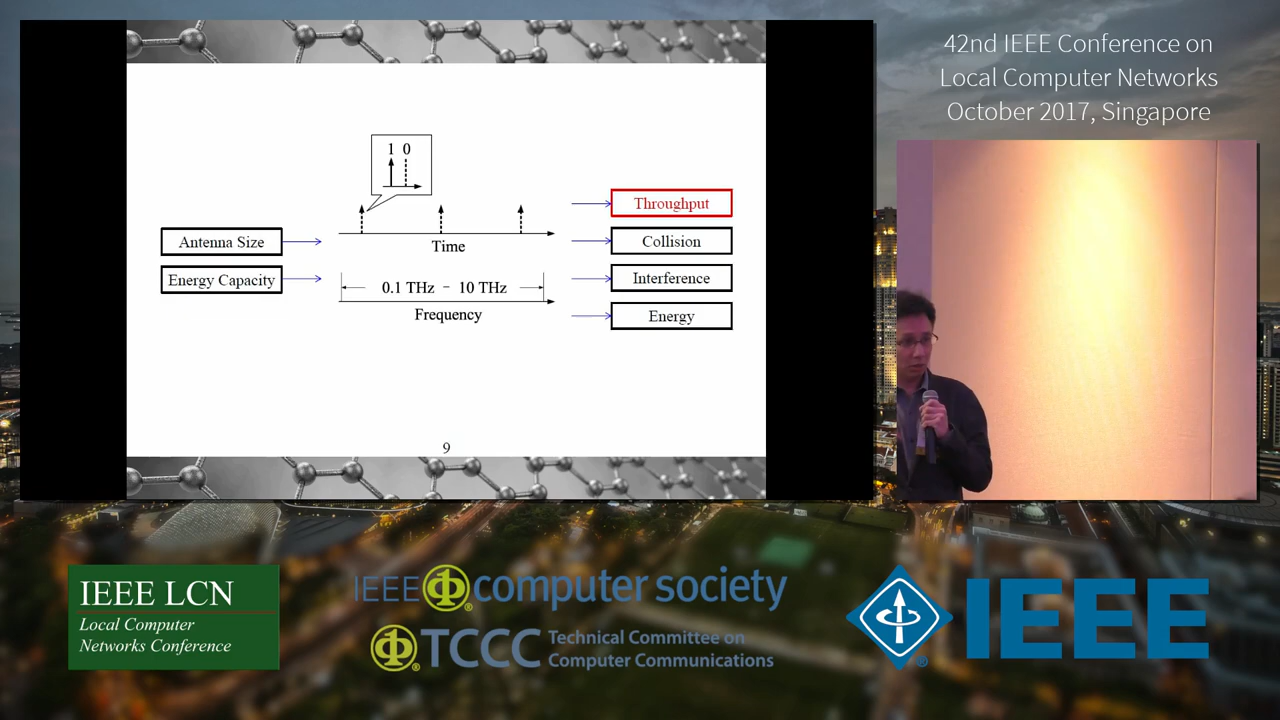 42nd IEEE Conference on
Local Computer Networks
October 2017, Singapore
1 0
Time
0.1 THz - 10 THz
Frequency
Antenna Size
Energy Capacity
Throughput
Collision
Interference
Energy
9
IEEE LCN
Local Computer
Networks Conference
IEEE computer society
TCCC Technical Committee on
Computer Communications
IEEE